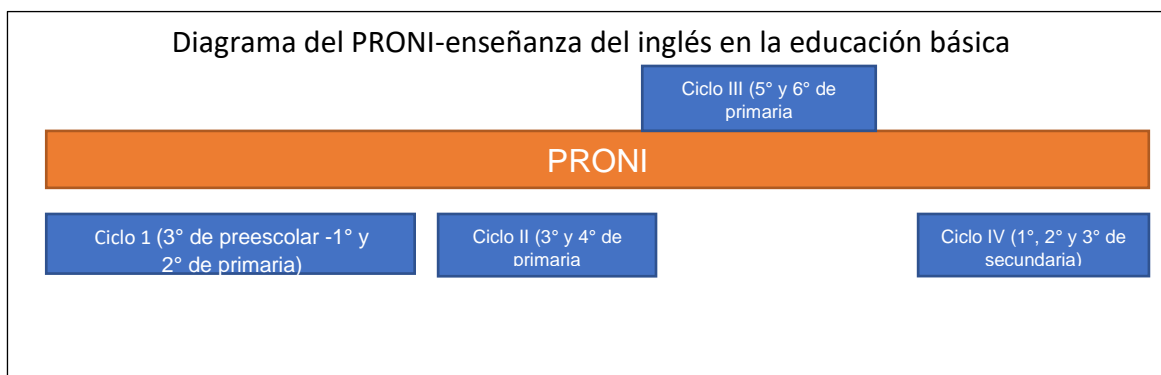 Diagrama del PRONI-enseñanza del inglés en la educación básica
Ciclo III (5° y 6° de
primaria
PRONI
Ciclo 1 (3° de preescolar -1° y
2° de primaria)
Ciclo II (3° y 4° de
primaria
Ciclo IV (1°, 2° y 3° de
secundaria)